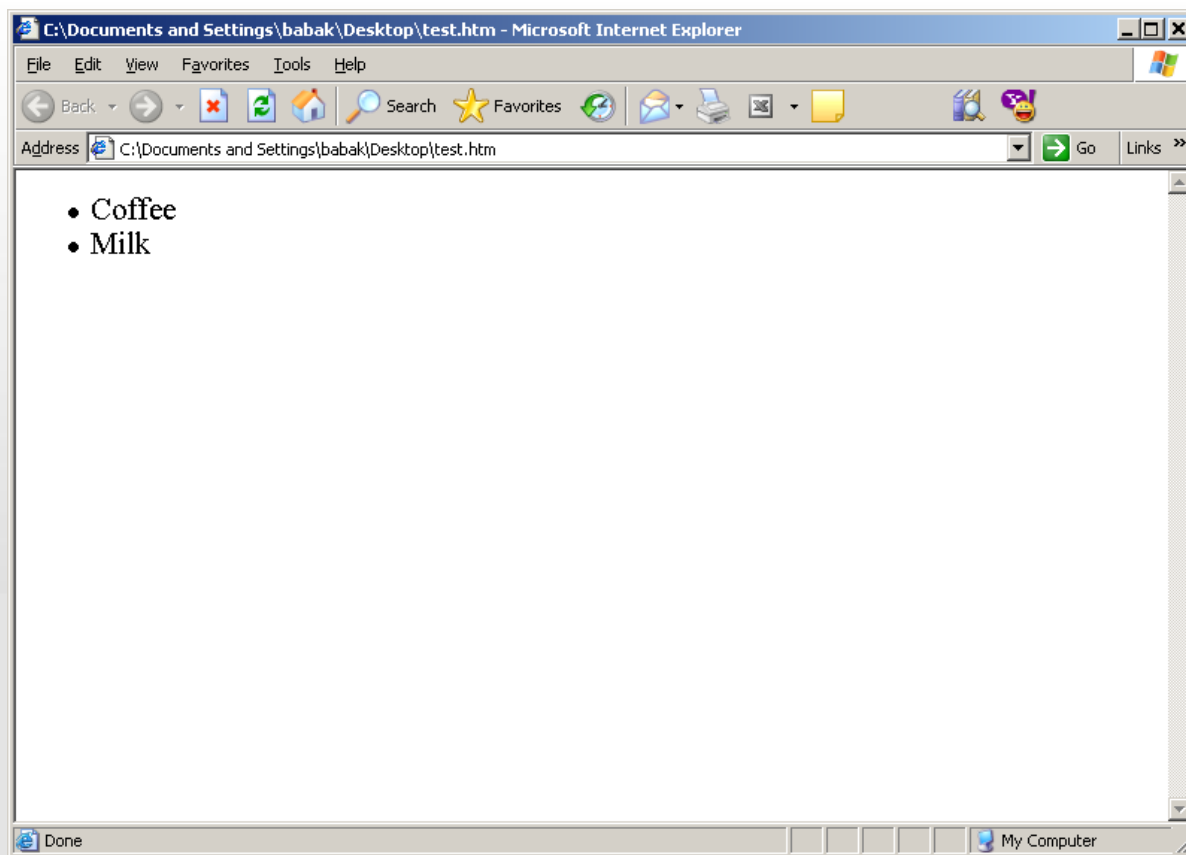 C:\Documents and Settings\babak\Desktop\test.htm - Microsoft Internet Explorer
File Edit View Favorites Tools Help
Back Search Favorites
Address C:\Documents and Settings\babak\Desktop\test.htm Go Links »
• Coffee
• Milk
Done My Computer